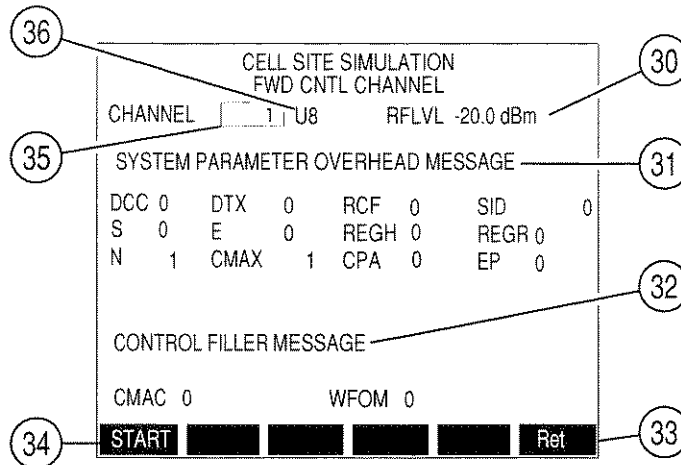 36
30
CELL SITE SIMULATION
FWD CNTL CHANNEL
CHANNEL 1 U8 RFLVL -20.0 dBm
35
31
SYSTEM PARAMETER OVERHEAD MESSAGE
DCC 0 DTX 0 RCF 0 SID 0
S 0 E 0 REGH 0 REGR 0
N 1 CMAX 1 CPA 0 EP 0
32
CONTROL FILLER MESSAGE
CMAC 0 WFOM 0
34
START Ret
33